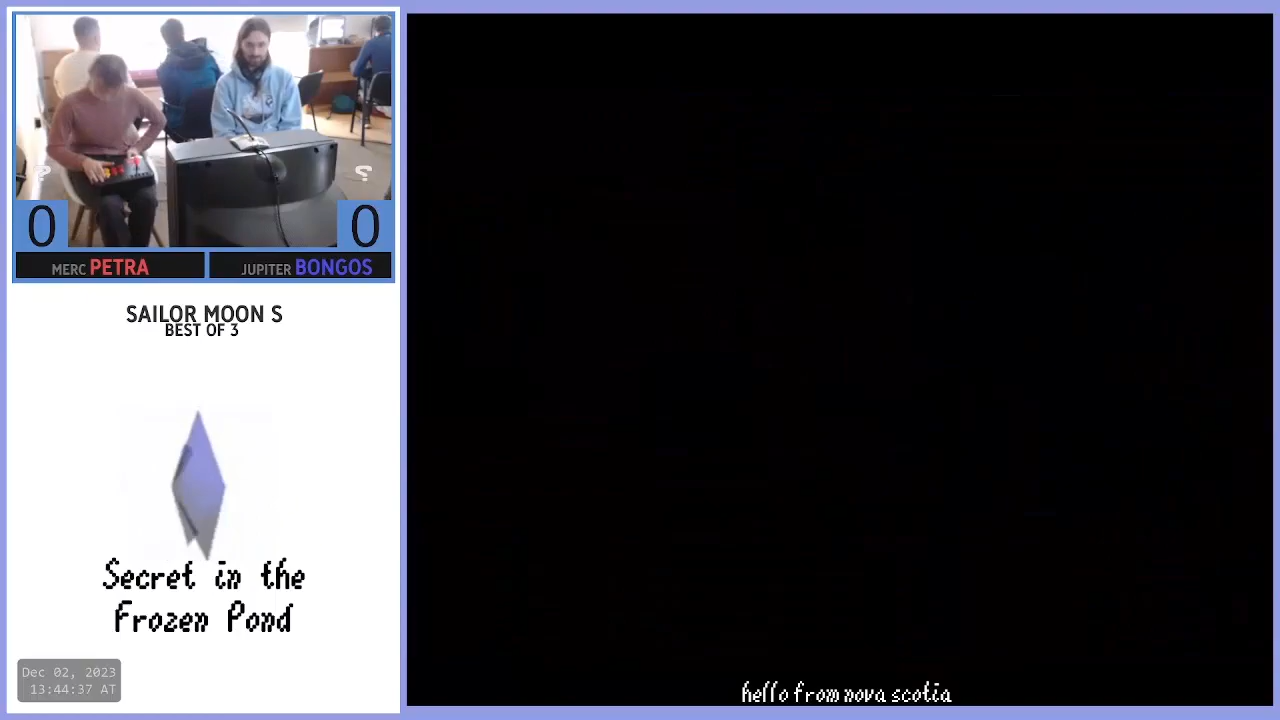 ? ?
0 0
MERC PETRA JUPITER BONGOS
SAILOR MOON S
BEST OF 3
Secret in the
Frozen Pond
Dec 02, 2023
13:44:37 AT
hello from nova scotia